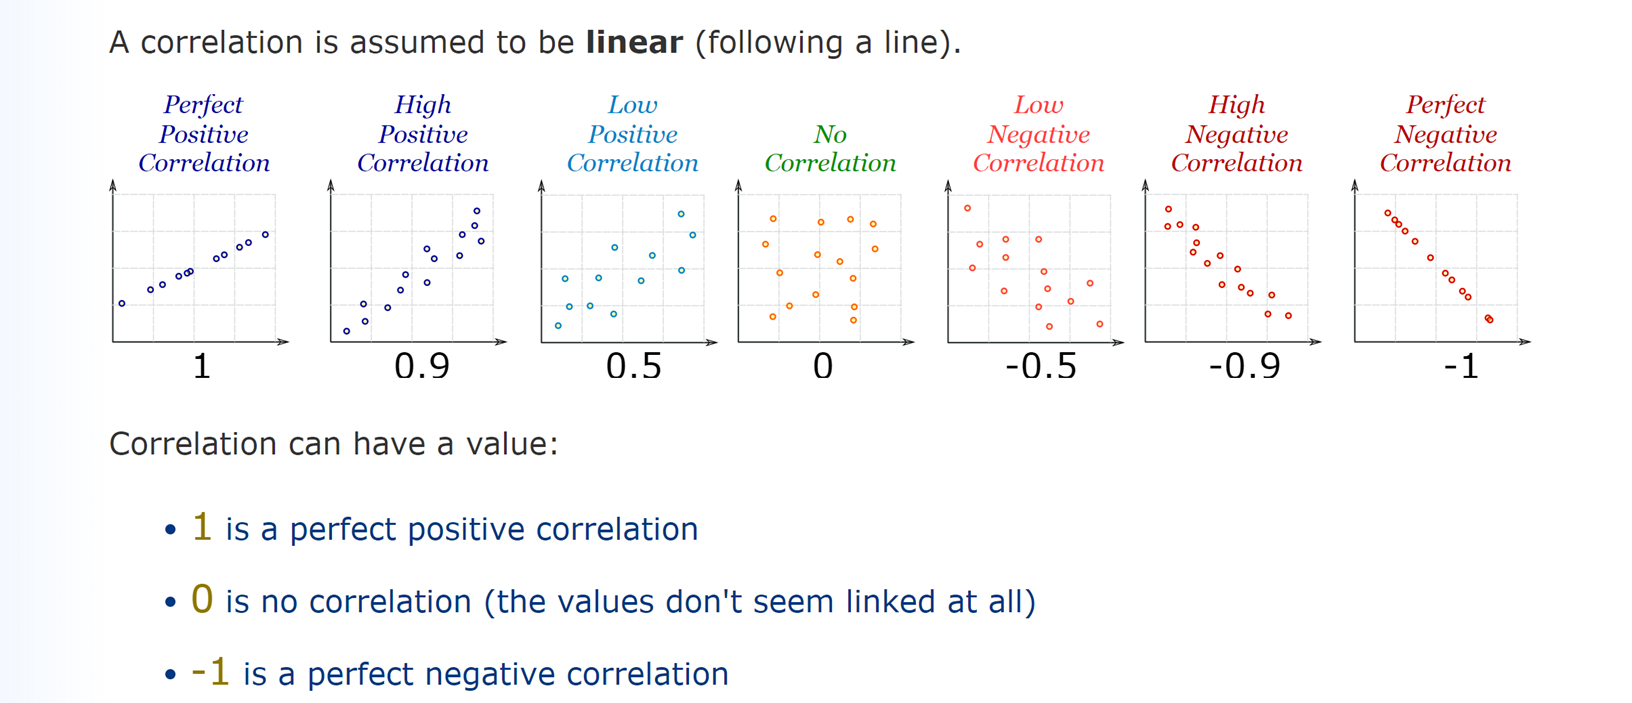 A correlation is assumed to be linear (following a line).
Perfect
Positive
Correlation
High
Positive
Correlation
Low
Positive
Correlation
No
Correlation
Low
Negative
Correlation
High
Negative
Correlation
Perfect
Negative
Correlation
1
0.9
0.5
0
-0.5
-0.9
-1
Correlation can have a value:
• 1 is a perfect positive correlation
• 0 is no correlation (the values don't seem linked at all)
• -1 is a perfect negative correlation